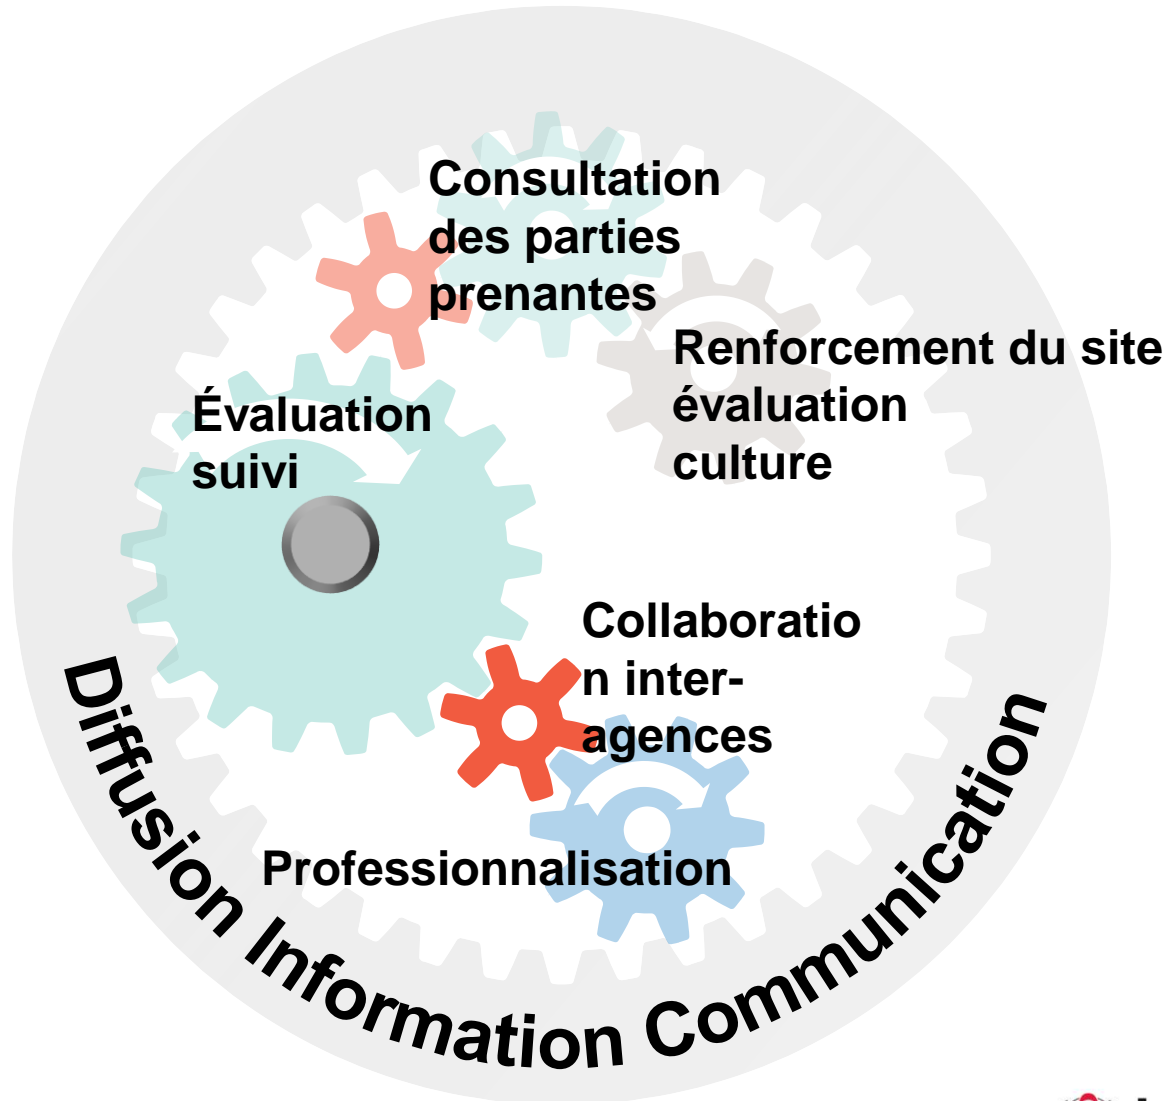 Consultation
des parties
prenantes
Renforcement du site
évaluation
culture
Évaluation
suivi
Collaboratio
n inter-
agences
Professionnalisation
Diffusion Information Communication